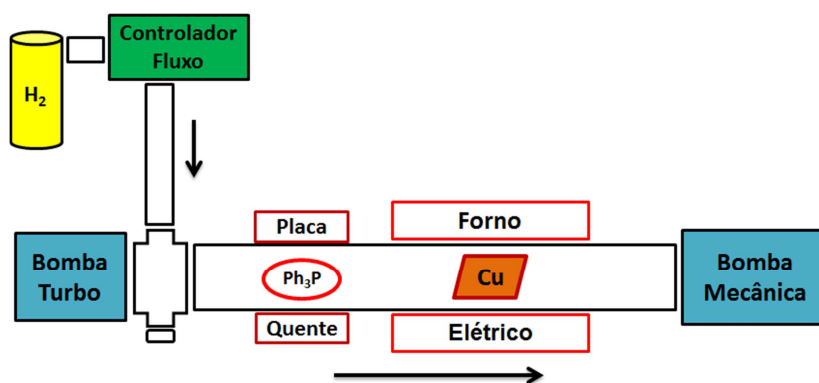 Controlador
Fluxo
H₂
Placa
Forno
Bomba
Turbo
Ph₃P
Cu
Bomba
Mecânica
Quente
Elétrico